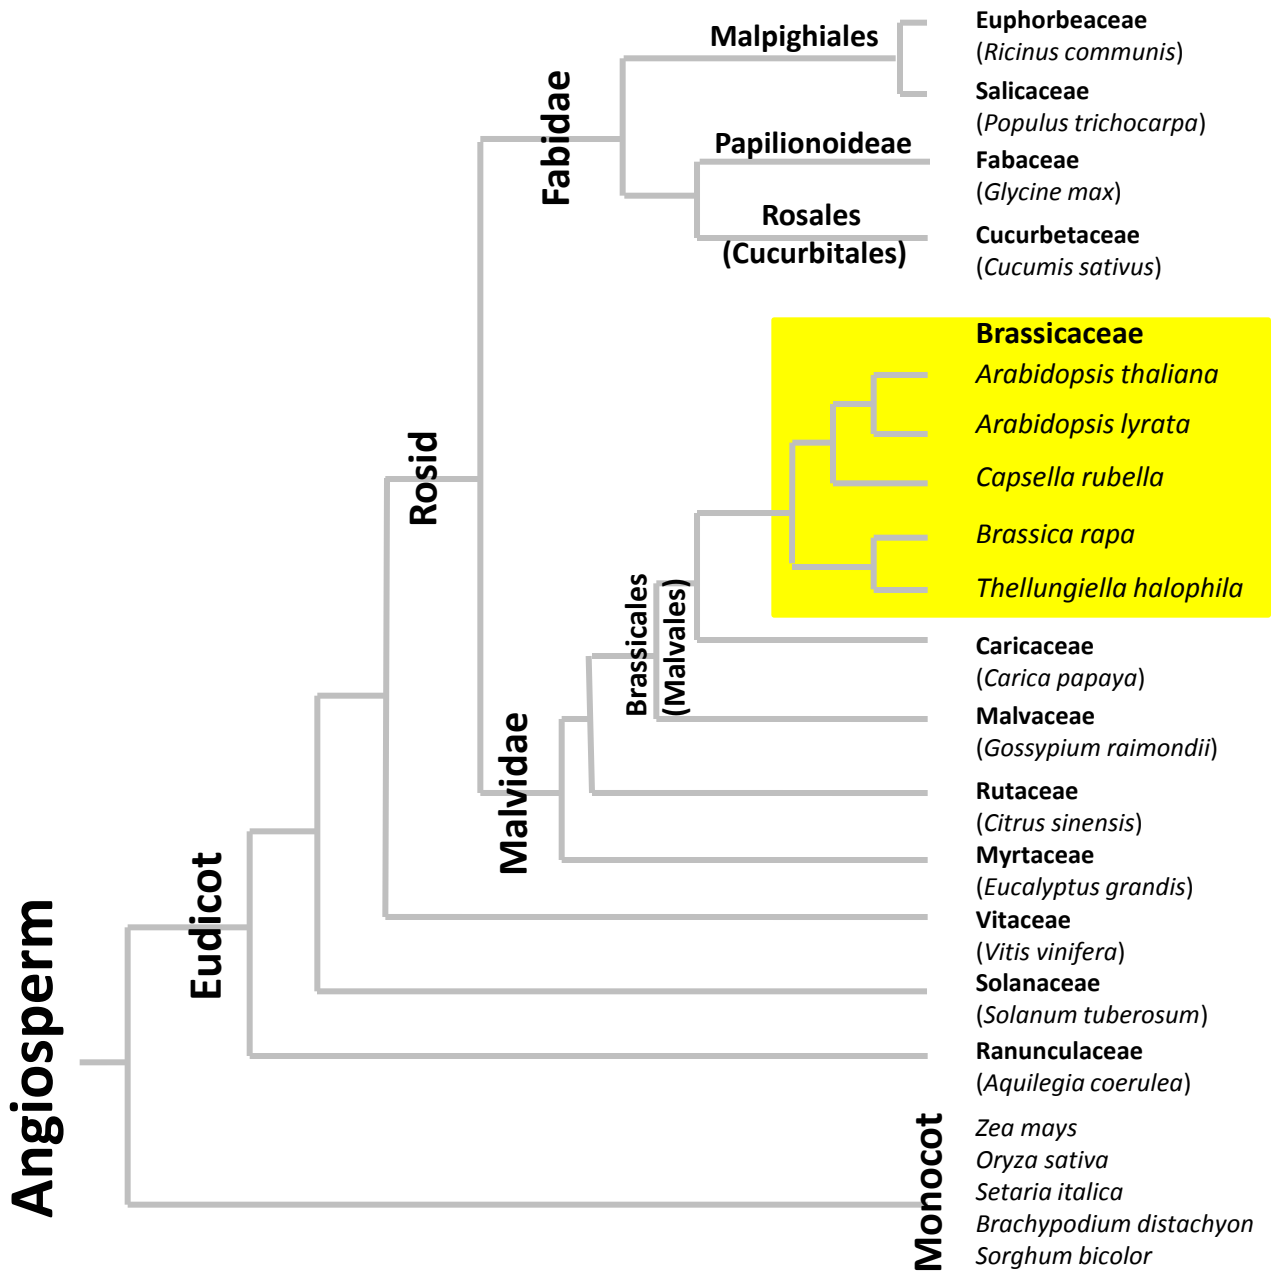 Malpighiales
Euphorbeaceae
(Ricinus communis)
Salicaceae
(Populus trichocarpa)
Fabidae
Papilionoideae
Fabaceae
(Glycine max)
Rosales
(Cucurbitales)
Cucurbetaceae
(Cucumis sativus)
Brassicaceae
Arabidopsis thaliana
Arabidopsis lyrata
Capsella rubella
Brassica rapa
Thellungiella halophila
Rosid
Brassicales
(Malvales)
Caricaceae
(Carica papaya)
Malvaceae
(Gossypium raimondii)
Malvidae
Rutaceae
(Citrus sinensis)
Myrtaceae
(Eucalyptus grandis)
Eudicot
Vitaceae
(Vitis vinifera)
Solanaceae
(Solanum tuberosum)
Ranunculaceae
(Aquilegia coerulea)
Angiosperm
Monocot
Zea mays
Oryza sativa
Setaria italica
Brachypodium distachyon
Sorghum bicolor